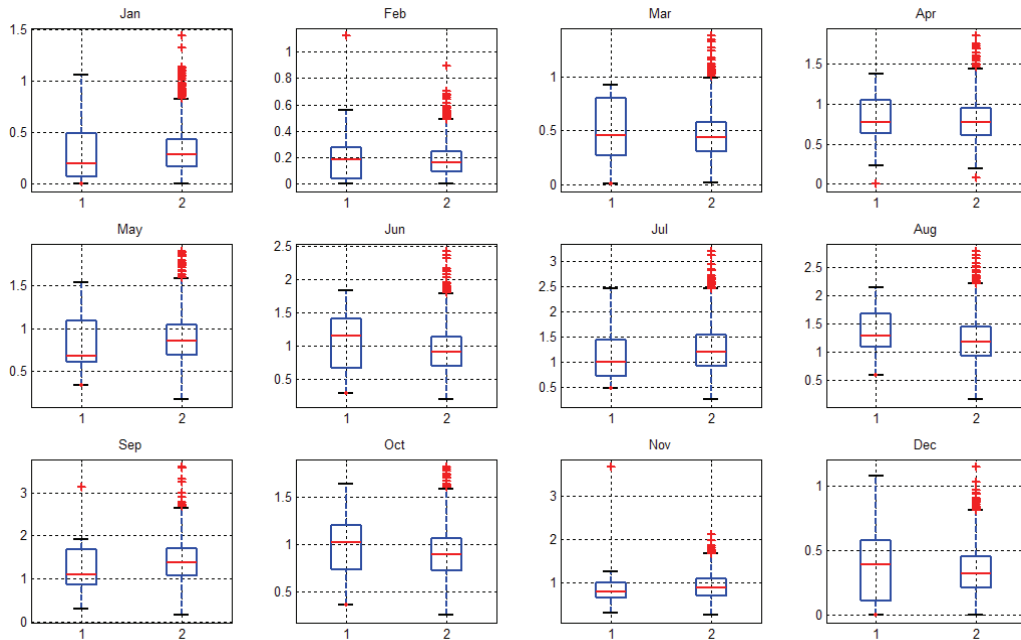 Jan Feb Mar Apr
1.5 1 0.5 0
1 0.8 0.6 0.4 0.2 0
1 0.5 0
1.5 1 0.5 0
1 2 1 2 1 2 1 2
May Jun Jul Aug
1.5 1 0.5
2.5 2 1.5 1 0.5
3 2.5 2 1.5 1 0.5
2.5 2 1.5 1 0.5
1 2 1 2 1 2 1 2
Sep Oct Nov Dec
3 2 1 0
1.5 1 0.5
3 2 1
1 0.5 0
1 2 1 2 1 2 1 2